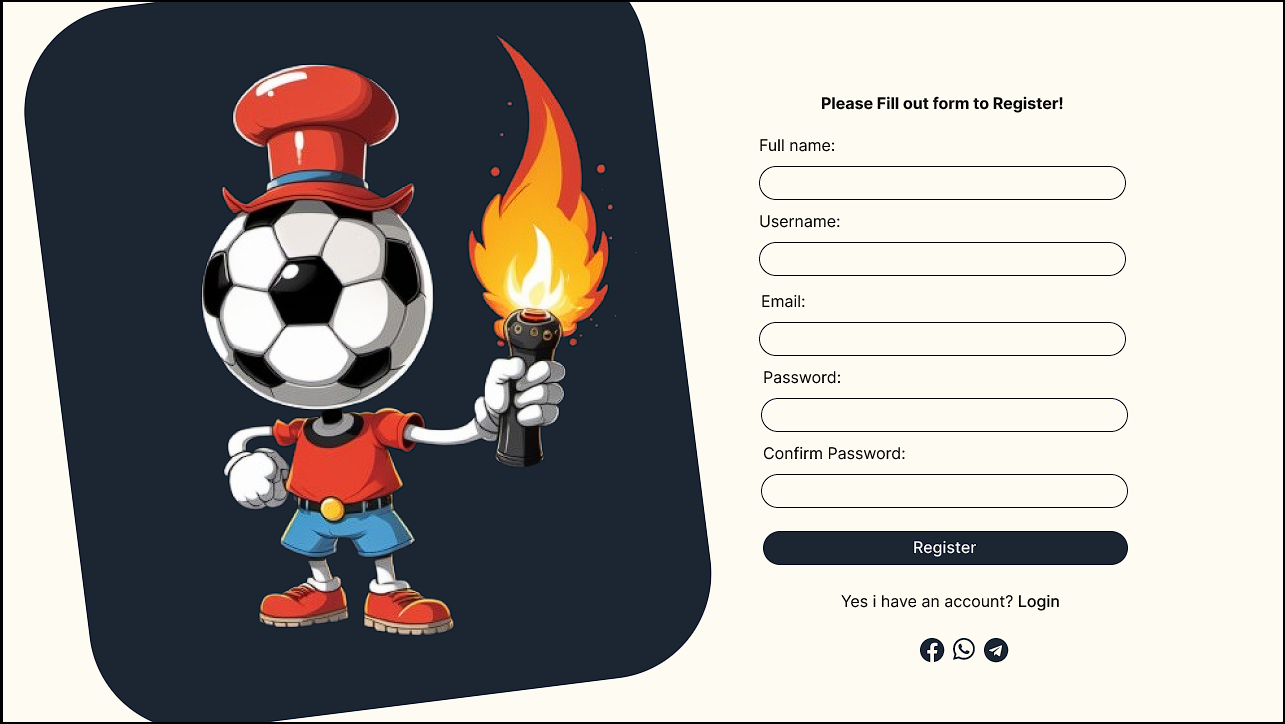 Please Fill out form to Register!
Full name:
Username:
Email:
Password:
Confirm Password:
Register
Yes i have an account? Login